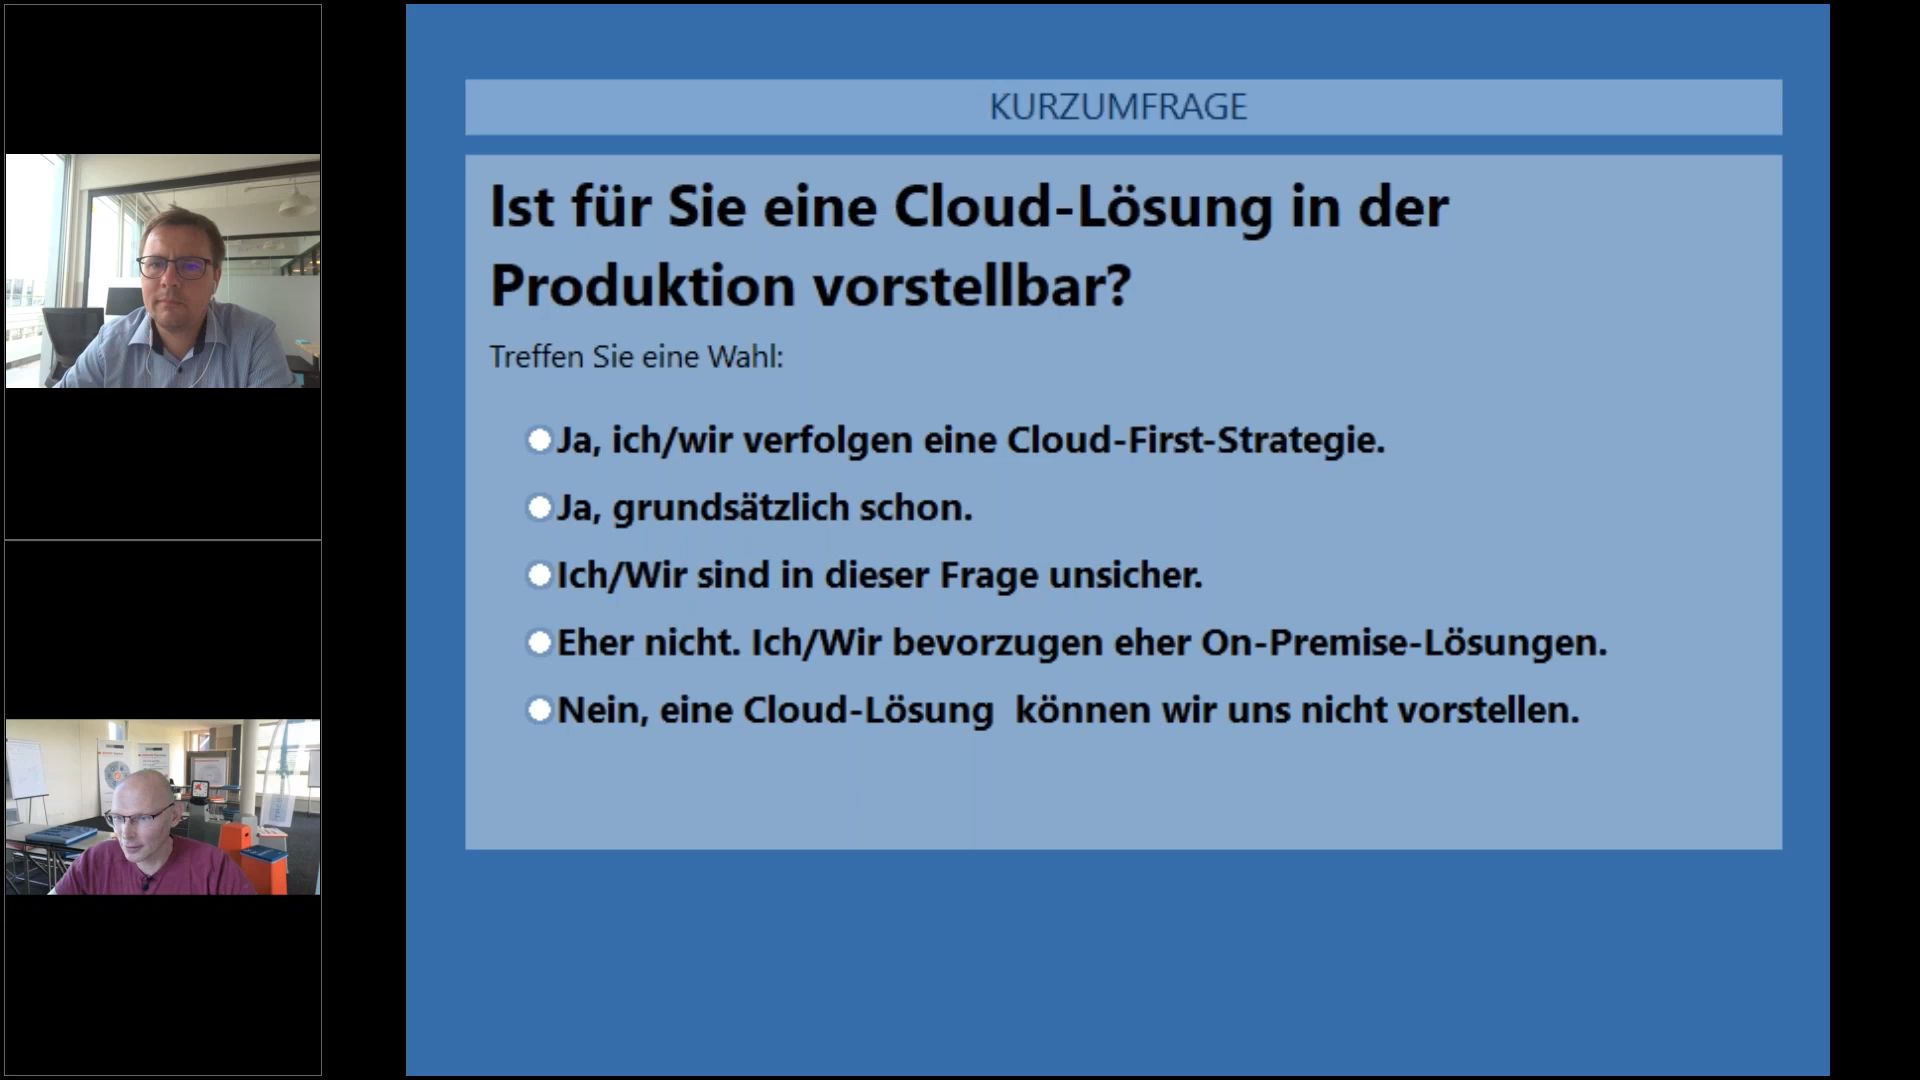 KURZUMFRAGE
Ist für Sie eine Cloud-Lösung in der
Produktion vorstellbar?
Treffen Sie eine Wahl:
Ja, ich/wir verfolgen eine Cloud-First-Strategie.
Ja, grundsätzlich schon.
Ich/Wir sind in dieser Frage unsicher.
Eher nicht. Ich/Wir bevorzugen eher On-Premise-Lösungen.
Nein, eine Cloud-Lösung  können wir uns nicht vorstellen.